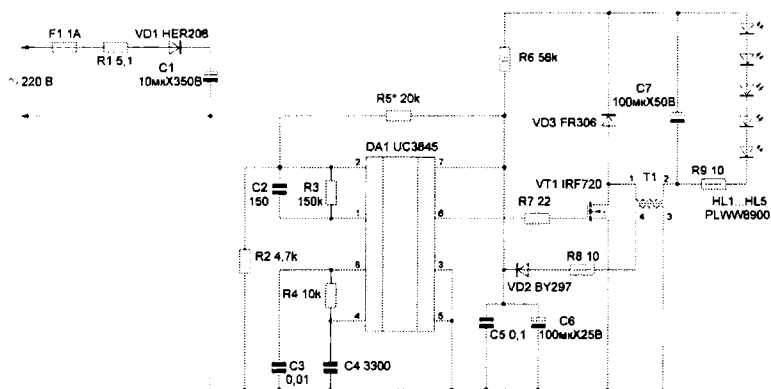 F1 1A
VD1 HER208
R1 5,1
C1
10мкХ350В
~ 220 В
R6 56k
R5* 20k
C7
100мкХ50В
VD3 FR306
DA1 UC3845
2
7
C2
150
R3
150k
1
6
VT1 IRF720
R7 22
1
T1
2
4
3
R9 10
HL1...HL5
PLWW8900
R2 4,7k
8
3
R8 10
VD2 BY297
R4 10k
4
5
C5 0,1
C6
100мкХ25В
C3
0,01
C4 3300